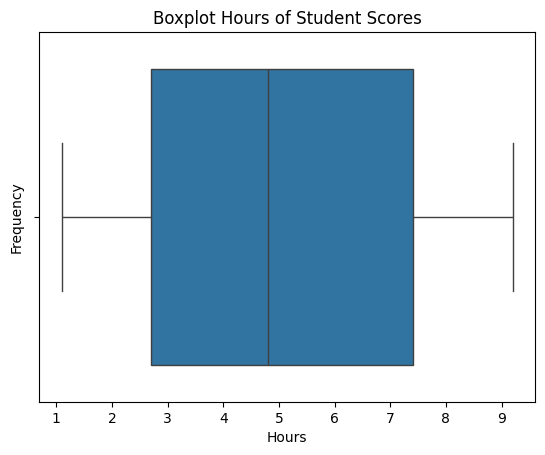 Boxplot Hours of Student Scores
Frequency
1 2 3 4 5 6 7 8 9
Hours